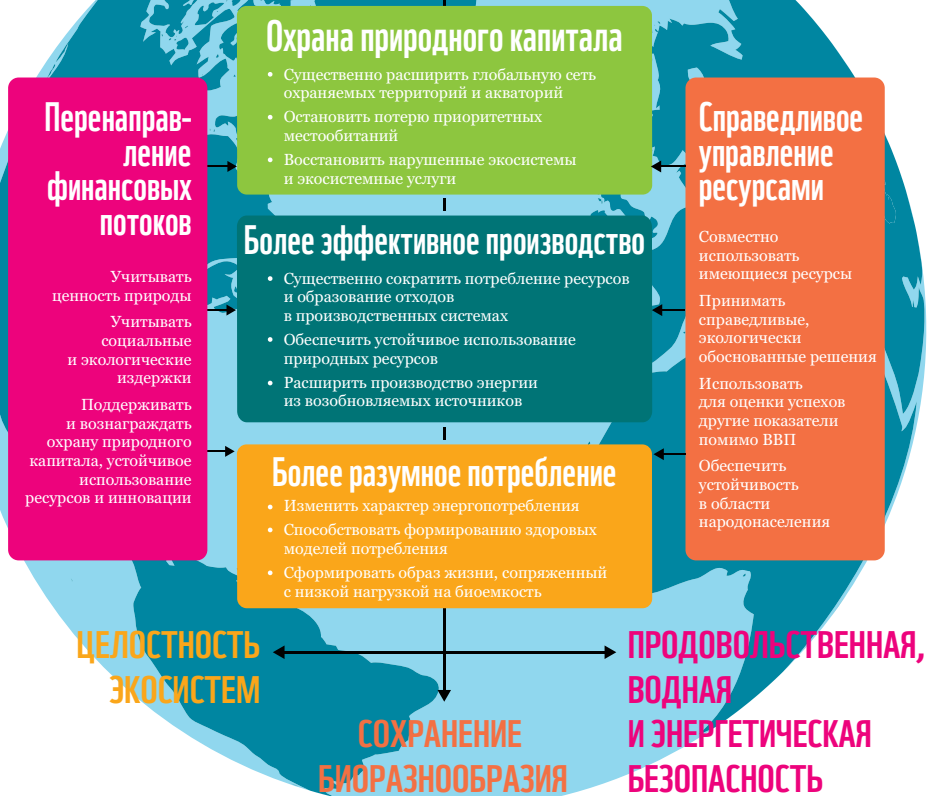 Охрана природного капитала
• Существенно расширить глобальную сеть
охраняемых территорий и акваторий
• Остановить потерю приоритетных
местообитаний
• Восстановить нарушенные экосистемы
и экосистемные услуги
Перенаправ-
ление
финансовых
потоков
Учитывать
ценность природы
Учитывать
социальные
и экологические
издержки
Поддерживать
и вознаграждать
охрану природного
капитала, устойчивое
использование
ресурсов и инновации
Более эффективное производство
• Существенно сократить потребление ресурсов
и образование отходов
в производственных системах
• Обеспечить устойчивое использование
природных ресурсов
• Расширить производство энергии
из возобновляемых источников
Более разумное потребление
• Изменить характер энергопотребления
• Способствовать формированию здоровых
моделей потребления
• Сформировать образ жизни, сопряженный
с низкой нагрузкой на биоемкость
Справедливое
управление
ресурсами
Совместно
использовать
имеющиеся ресурсы
Принимать
справедливые,
экологически
обоснованные решения
Использовать
для оценки успехов
другие показатели
помимо ВВП
Обеспечить
устойчивость
в области
народонаселения
ЦЕЛОСТНОСТЬ
ЭКОСИСТЕМ
СОХРАНЕНИЕ
БИОРАЗНООБРАЗИЯ
ПРОДОВОЛЬСТВЕННАЯ,
ВОДНАЯ
И ЭНЕРГЕТИЧЕСКАЯ
БЕЗОПАСНОСТЬ